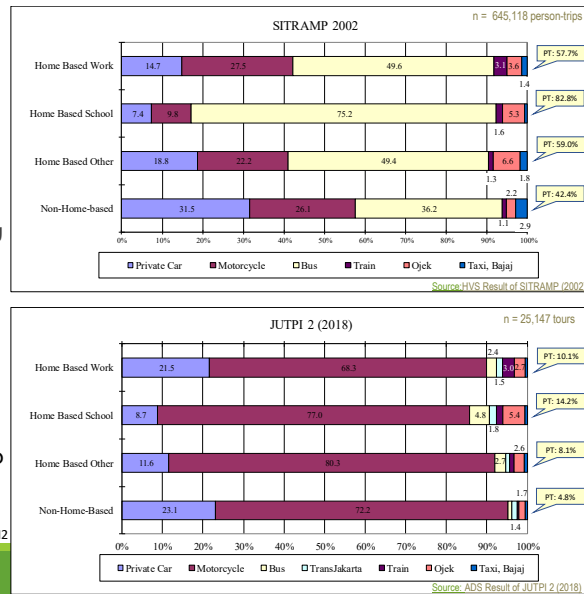 n = 645,118 person-trips
SITRAMP 2002
Home Based Work 14.7 27.5 49.6 3.1 3.6 1.4 PT: 57.7%
Home Based School 7.4 9.8 75.2 1.6 5.3 PT: 82.8%
Home Based Other 18.8 22.2 49.4 1.3 6.6 1.8 PT: 59.0%
Non-Home-based 31.5 26.1 36.2 1.1 2.2 2.9 PT: 42.4%
0% 10% 20% 30% 40% 50% 60% 70% 80% 90% 100%
Private Car Motorcycle Bus Train Ojek Taxi, Bajaj
Source:HVS Result of SITRAMP (2002
JUTPI 2 (2018)
n = 25,147 tours
Home Based Work 21.5 68.3 2.4 1.5 3.0 2.7 PT: 10.1%
Home Based School 8.7 77.0 4.8 1.8 5.4 PT: 14.2%
Home Based Other 11.6 80.3 2.7 2.6 PT: 8.1%
Non-Home-Based 23.1 72.2 1.4 1.7 PT: 4.8%
0% 10% 20% 30% 40% 50% 60% 70% 80% 90% 100%
Private Car Motorcycle Bus TransJakarta Train Ojek Taxi, Bajaj
Source: ADS Result of JUTPI 2 (2018)